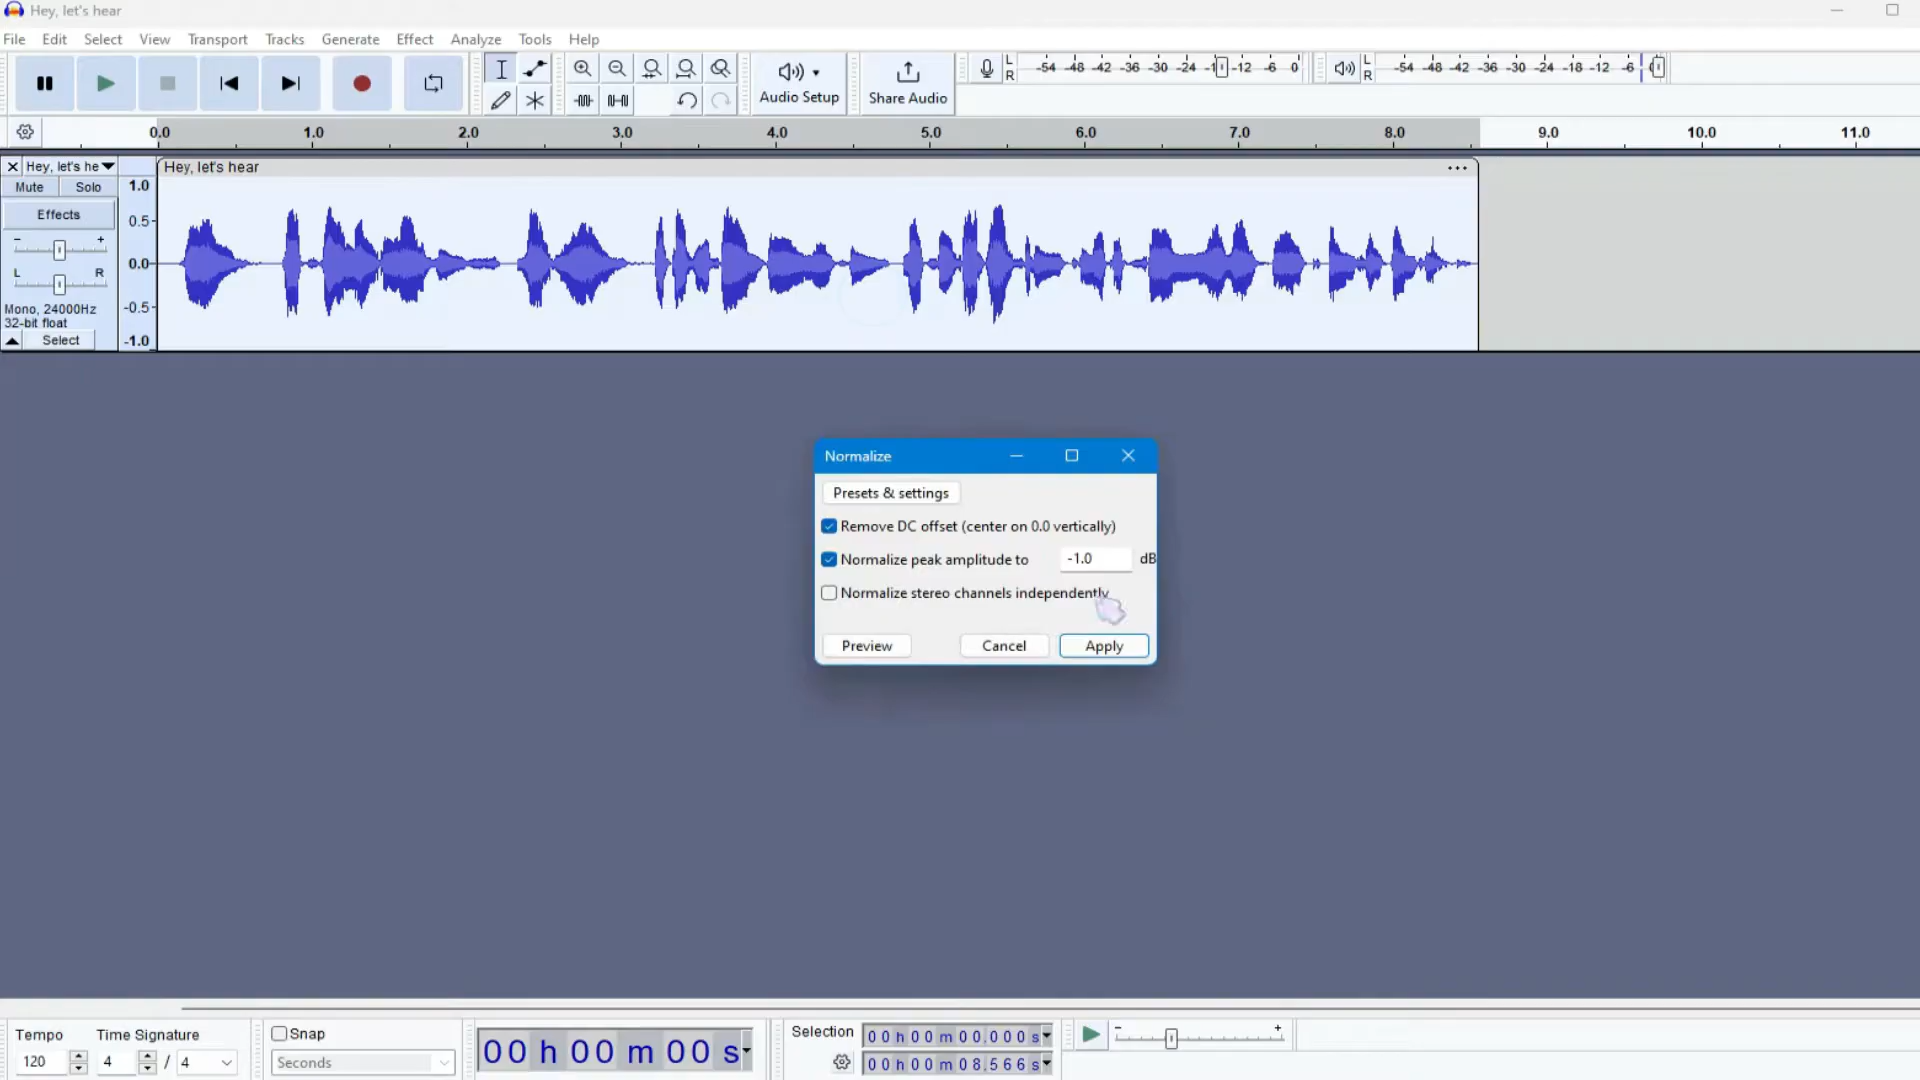 Hey, let's hear
File Edit Select View Transport Tracks Generate Effect Analyze Tools Help
L
R
-54 -48 -42 -36 -30 -24 -12 -6 0
L
R
-54 -48 -42 -36 -30 -24 -18 -12 -6
Audio Setup
Share Audio
0.0 1.0 2.0 3.0 4.0 5.0 6.0 7.0 8.0 9.0 10.0 11.0
Hey, let's he
Hey, let's hear
Mute Solo
1.0
Effects
0.5
- +
0.0
L R
Mono, 24000Hz
-0.5
32-bit float
Select
-1.0
Normalize
Presets & settings
Remove DC offset (center on 0.0 vertically)
Normalize peak amplitude to -1.0 dB
Normalize stereo channels independently
Preview Cancel Apply
Tempo Time Signature
120 4 / 4
Snap
Seconds
00 h 00 m 00 s
Selection
00 h 00 m 00.000 s
00 h 00 m 08.566 s
- +